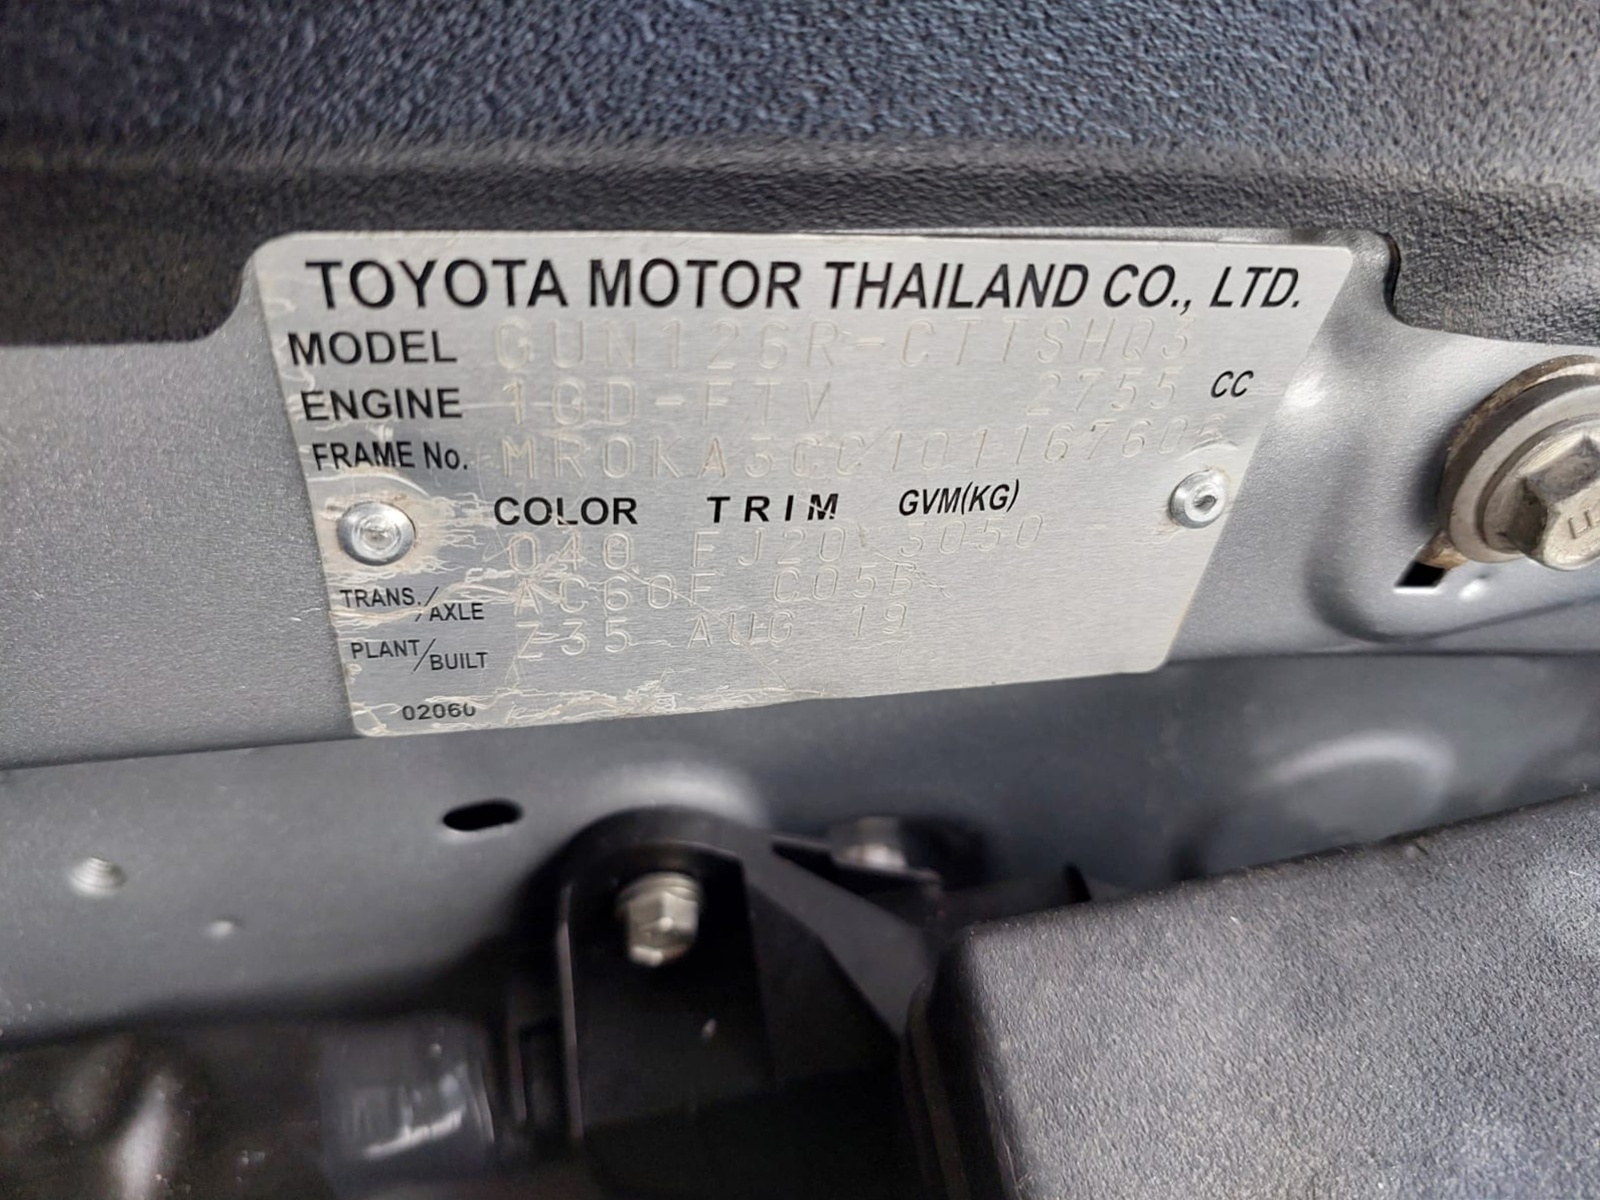 TOYOTA MOTOR THAILAND CO., LTD.
MODEL GUN126R-CTTSHQ3
ENGINE 1GD-FTV 2755 CC
FRAME No.
COLOR TRIM GVM(KG)
040 FJ20 3050
TRANS./AXLE AC60F C05B
PLANT/BUILT Z35 AUG 19
02060